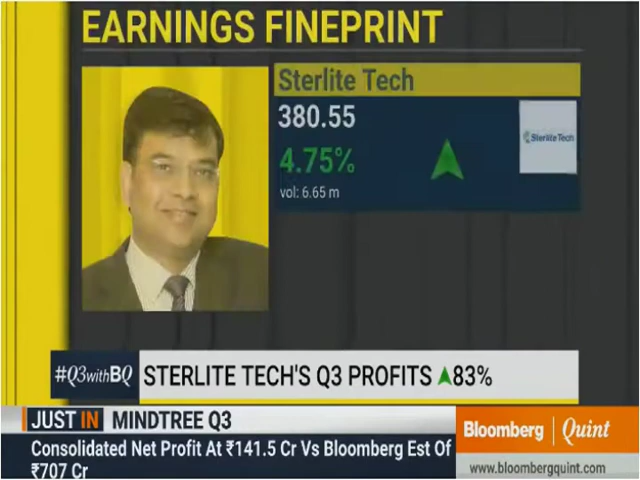 EARNINGS FINEPRINT
Sterlite Tech
380.55
4.75%
vol: 6.65 m
Sterlite Tech
#Q3withBQ
STERLITE TECH'S Q3 PROFITS ▲83%
JUST IN MINDTREE Q3
Consolidated Net Profit At ₹141.5 Cr Vs Bloomberg Est Of
₹707 Cr
Bloomberg | Quint
www.bloombergquint.com